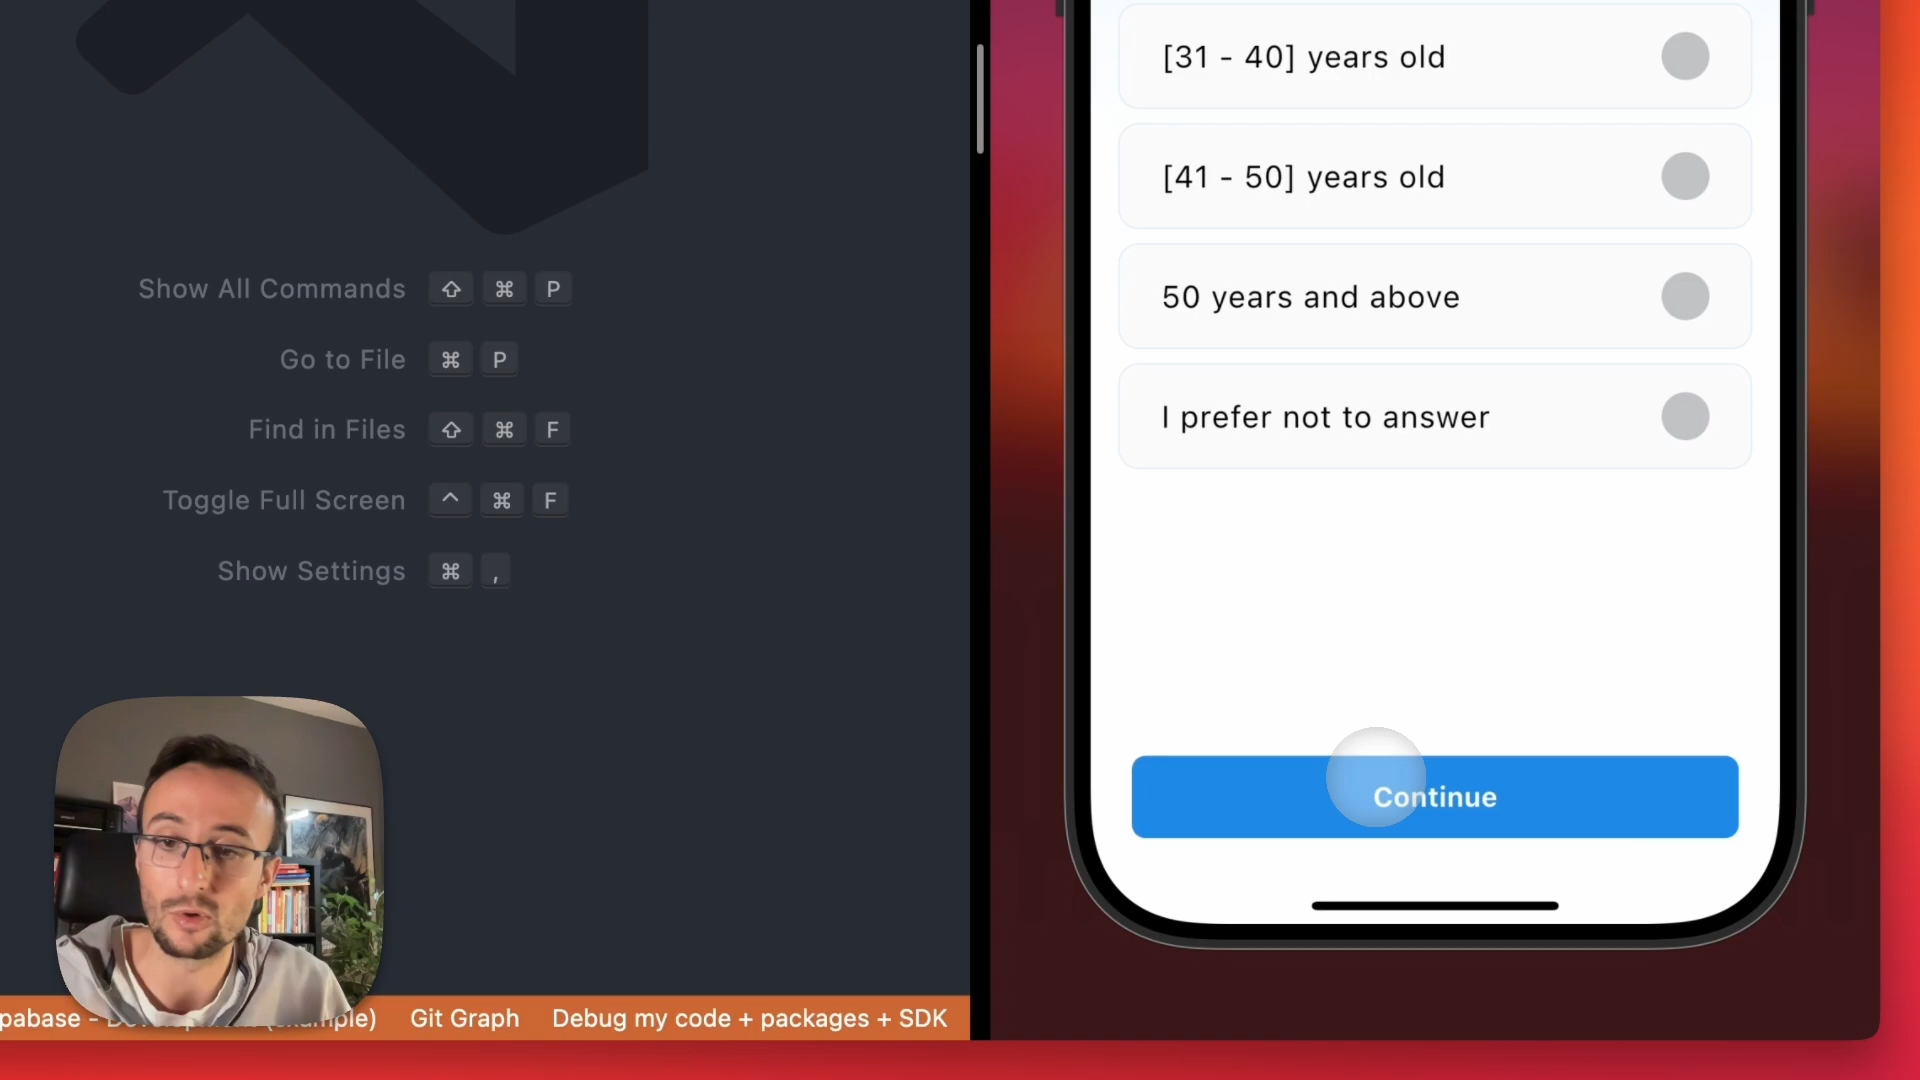 Show All Commands ⇧ ⌘ P
Go to File ⌘ P
Find in Files ⇧ ⌘ F
Toggle Full Screen ^ ⌘ F
Show Settings ⌘ ,
[31 - 40] years old
[41 - 50] years old
50 years and above
I prefer not to answer
Continue
pabase - Git Graph Debug my code + packages + SDK